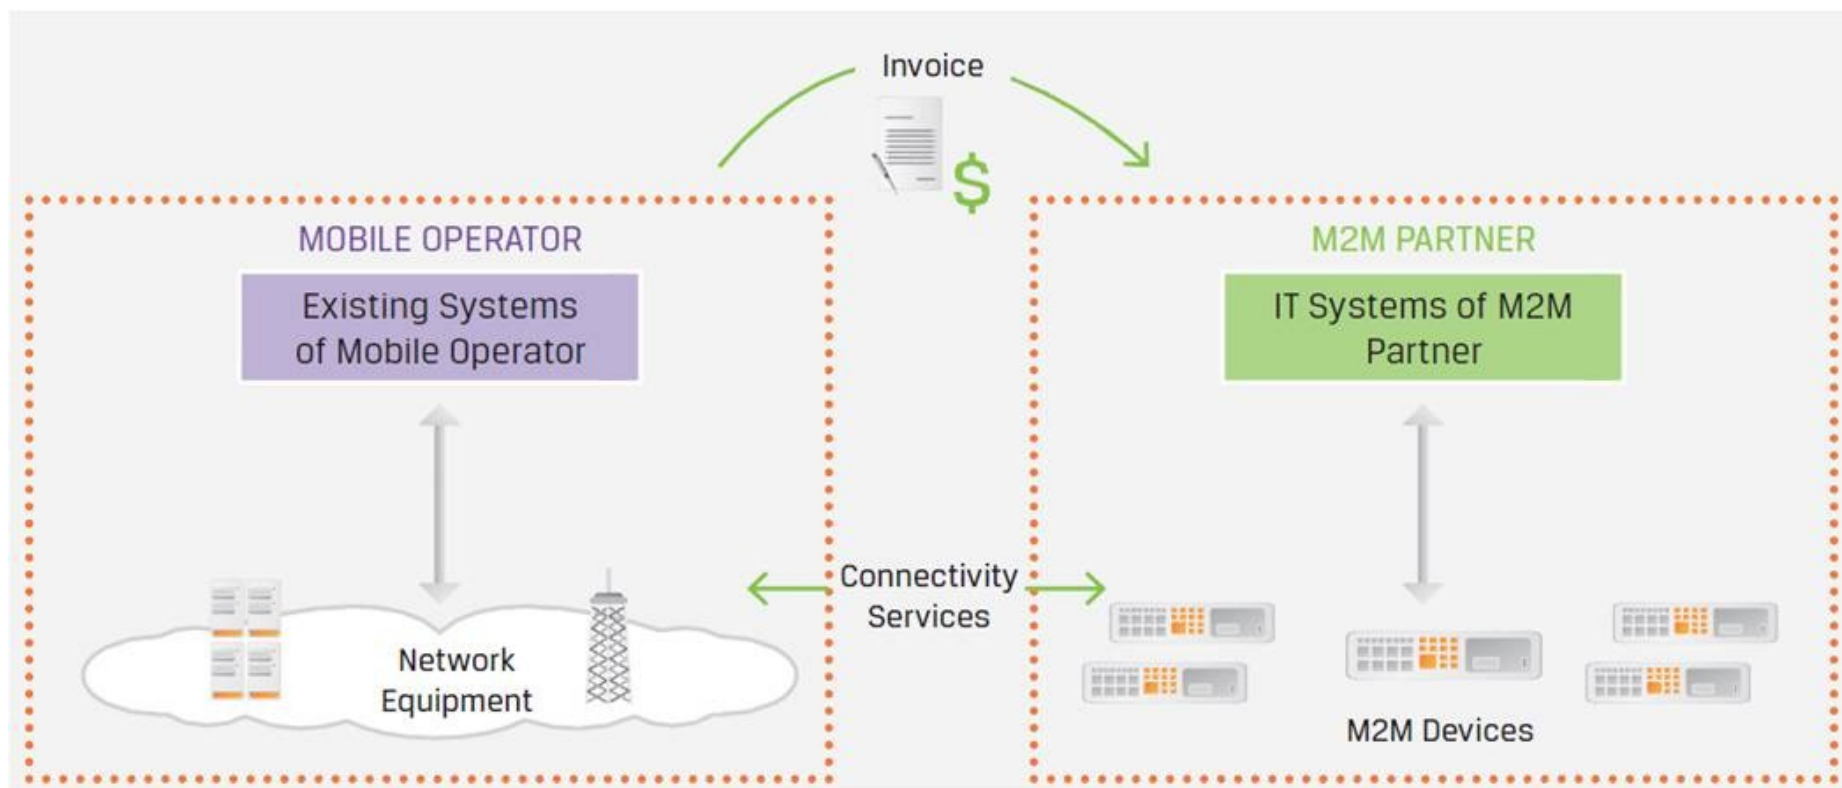 Invoice
$
MOBILE OPERATOR
Existing Systems
of Mobile Operator
M2M PARTNER
IT Systems of M2M
Partner
Connectivity
Services
Network
Equipment
M2M Devices